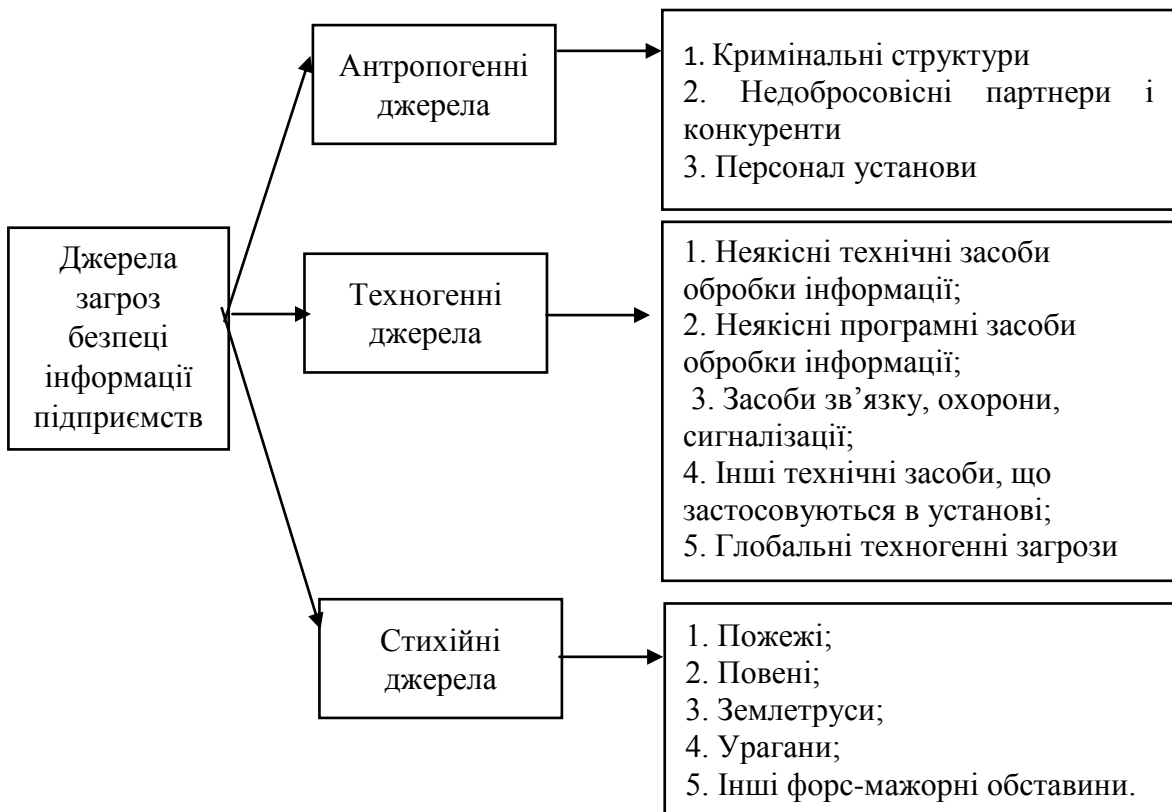 Джерела
загроз
безпеці
інформації
підприємств
Антропогенні
джерела
1. Кримінальні структури
2. Недобросовісні партнери і
конкуренти
3. Персонал установи
Техногенні
джерела
1. Неякісні технічні засоби
обробки інформації;
2. Неякісні програмні засоби
обробки інформації;
3. Засоби зв’язку, охорони,
сигналізації;
4. Інші технічні засоби, що
застосовуються в установі;
5. Глобальні техногенні загрози
Стихійні
джерела
1. Пожежі;
2. Повені;
3. Землетруси;
4. Урагани;
5. Інші форс-мажорні обставини.